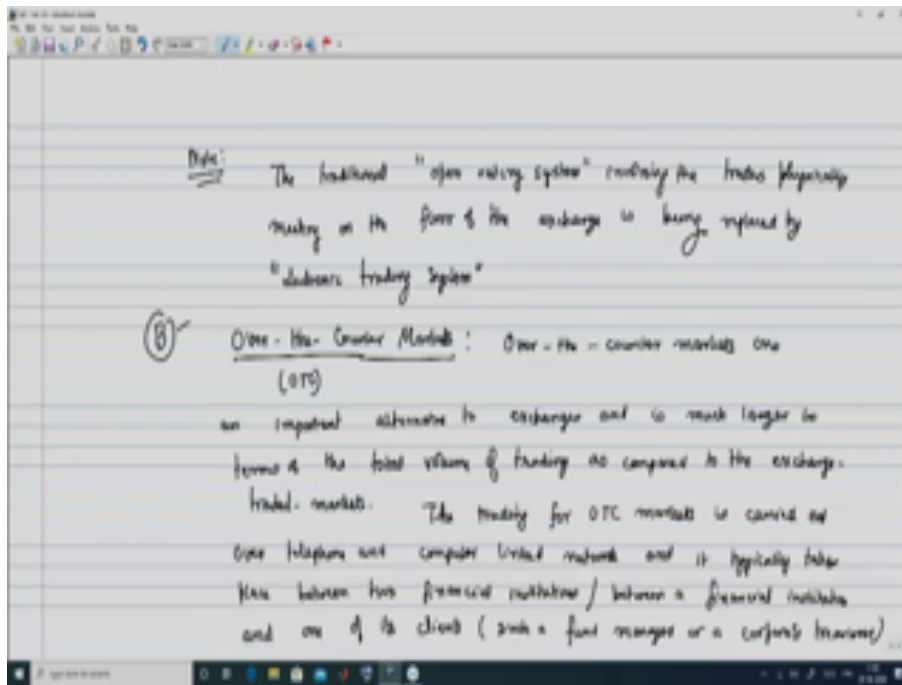 Note:
The traditional "open outcry system" involving the traders physically
meeting on the floor of the exchange is being replaced by
"electronic trading system"
(B) Over-the-Counter Markets : Over-the-counter markets are
(OTC)
an important alternative to exchanges and is much larger in
terms of the total volume of trading as compared to the exchange-
traded-markets. The trading for OTC markets is carried out
over telephone and computer linked network and it typically takes
place between two financial institutions / between a financial institution
and one of its clients (such a fund manager or a corporate treasurer)